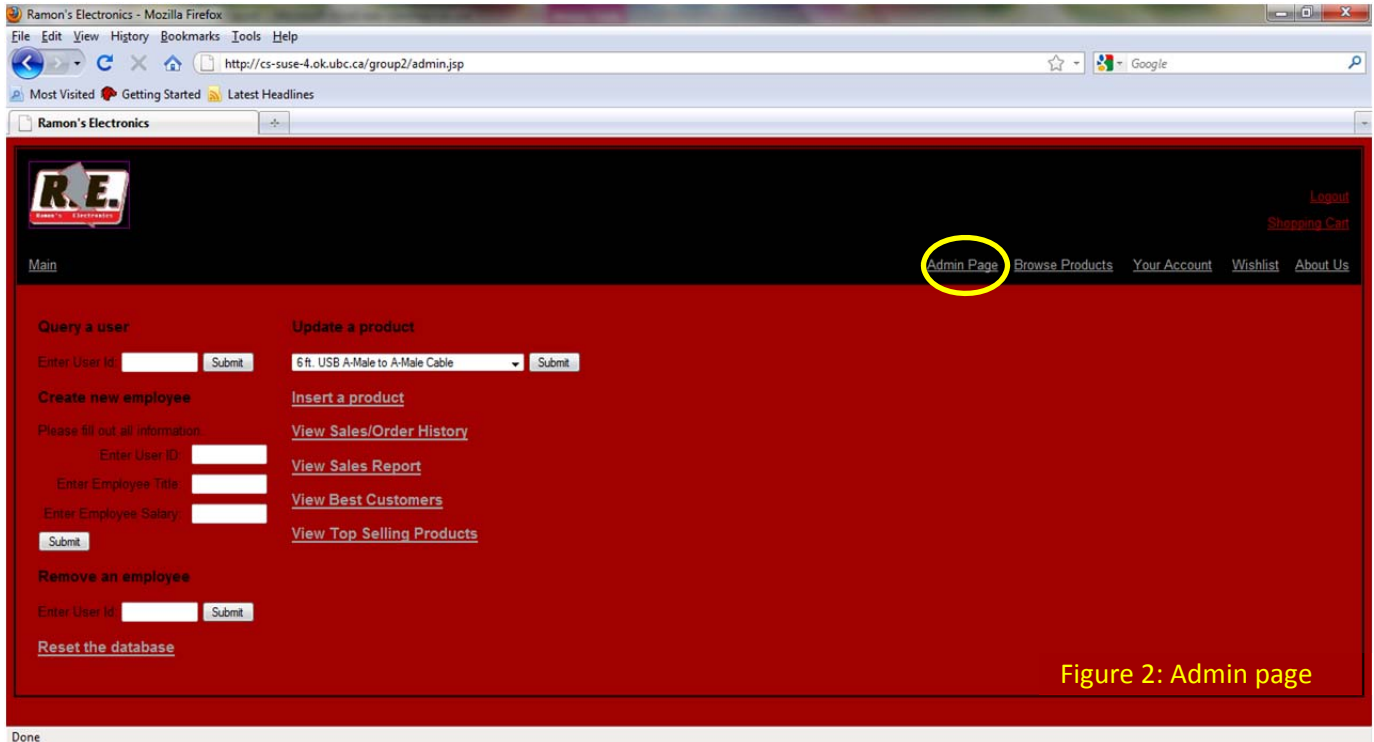 Ramon's Electronics - Mozilla Firefox
File Edit View History Bookmarks Tools Help
http://cs-suse-4.ok.ubc.ca/group2/admin.jsp
Google
Most Visited Getting Started Latest Headlines
Ramon's Electronics
R.E.
Ramon's Electronics
Logout
Shopping Cart
Main
Admin Page Browse Products Your Account Wishlist About Us
Query a user
Enter User Id: Submit
Create new employee
Please fill out all information.
Enter User ID:
Enter Employee Title:
Enter Employee Salary:
Submit
Remove an employee
Enter User Id: Submit
Reset the database
Update a product
6 ft. USB A-Male to A-Male Cable Submit
Insert a product
View Sales/Order History
View Sales Report
View Best Customers
View Top Selling Products
Figure 2: Admin page
Done